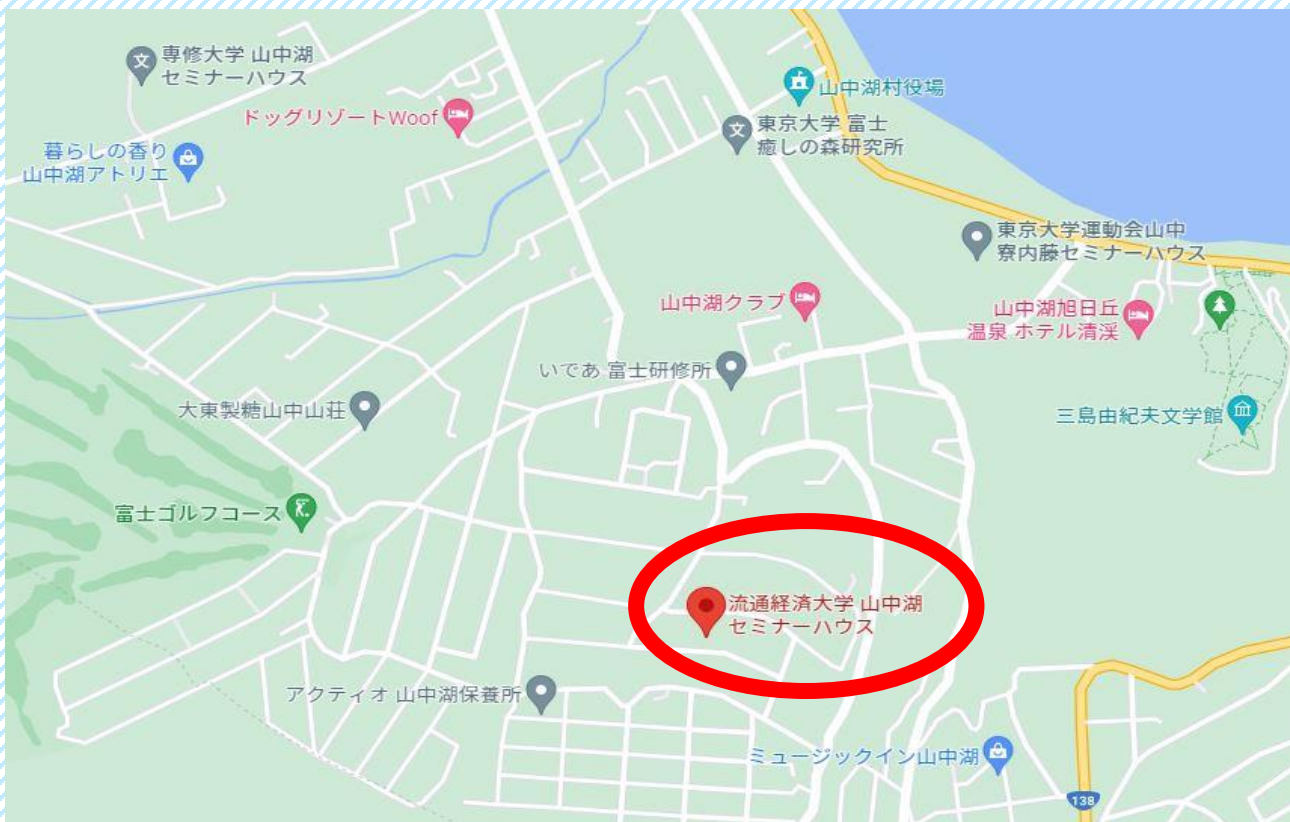 専修大学 山中湖
セミナーハウス
山中湖村役場
ドッグリゾートWoof
東京大学 富士
癒しの森研究所
暮らしの香り
山中湖アトリエ
東京大学運動会山中
寮内藤セミナーハウス
山中湖クラブ
山中湖旭日丘
温泉 ホテル清渓
いであ 富士研修所
大東製糖山中山荘
三島由紀夫文学館
富士ゴルフコース
流通経済大学 山中湖
セミナーハウス
アクティオ 山中湖保養所
ミュージックイン山中湖
138